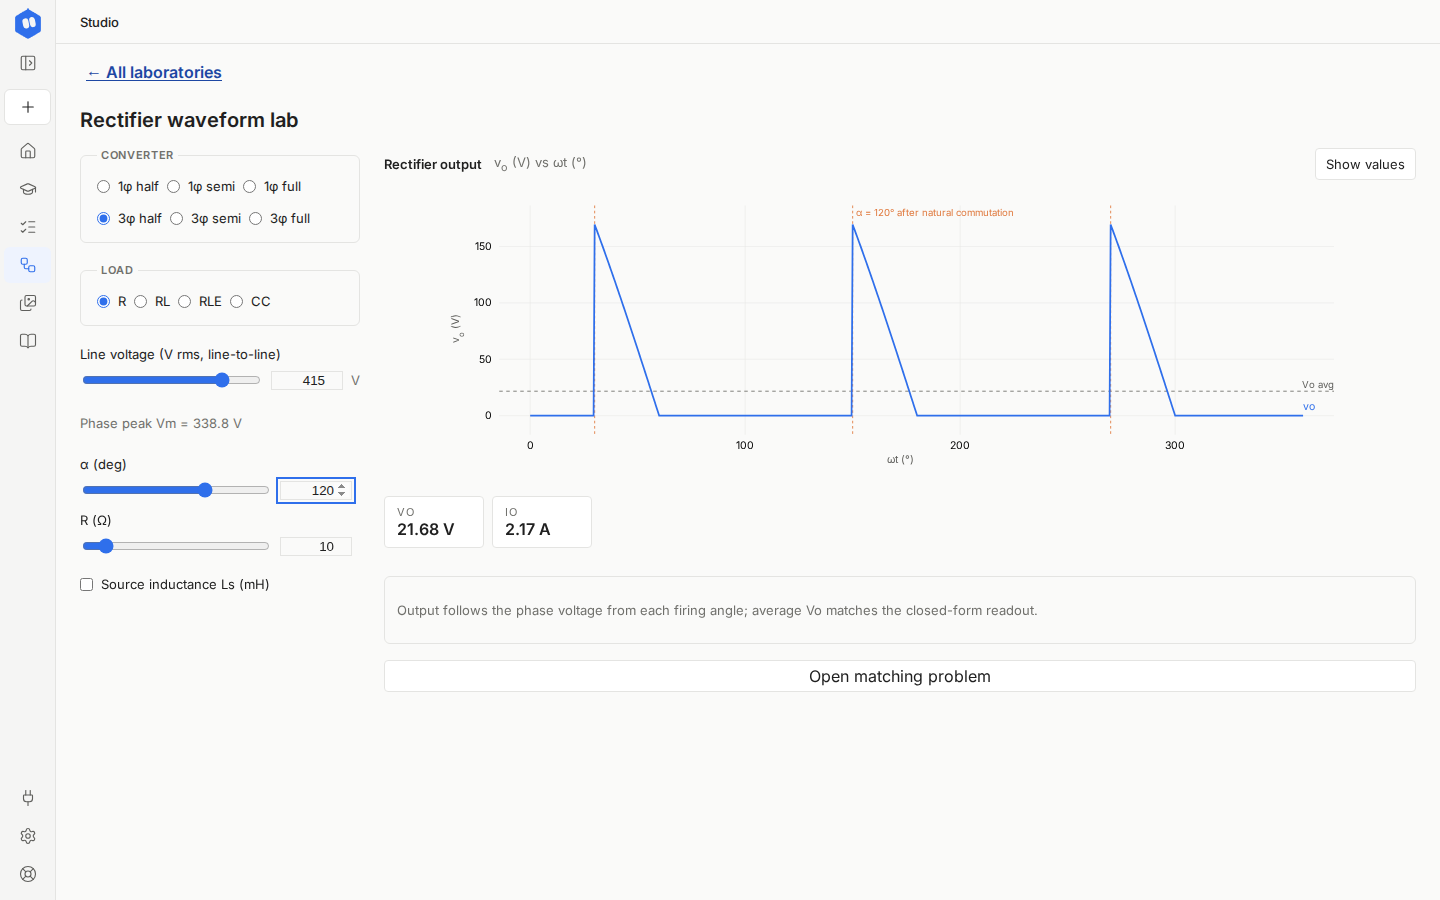 Studio
← All laboratories
Rectifier waveform lab
CONVERTER
1φ half 1φ semi 1φ full
3φ half 3φ semi 3φ full
LOAD
R RL RLE CC
Line voltage (V rms, line-to-line)
415 V
Phase peak Vm = 338.8 V
α (deg)
120
R (Ω)
10
Source inductance Ls (mH)
Rectifier output vo (V) vs ωt (°)
Show values
α = 120° after natural commutation
150
100
50
0
vo (V)
Vo avg
vo
0 100 200 300
ωt (°)
VO
21.68 V
IO
2.17 A
Output follows the phase voltage from each firing angle; average Vo matches the closed-form readout.
Open matching problem